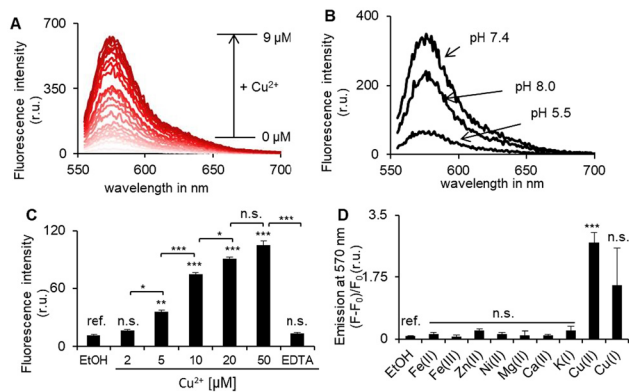 A
Fluorescence intensity
(r.u.)
700
350
0
9 µM
+ Cu²⁺
0 µM
550
600
650
700
wavelength in nm
B
Fluorescence intensity
(r.u.)
400
200
0
pH 7.4
pH 8.0
pH 5.5
550
600
650
700
wavelength in nm
C
Fluorescence intensity
(r.u.)
120
60
0
ref.
n.s.
*
**
***
***
*
***
n.s.
***
***
n.s.
EtOH
2
5
10
20
50
EDTA
Cu²⁺ [µM]
D
Emission at 570 nm
(F-F₀)/F₀(r.u.)
3.5
1.75
0
ref.
n.s.
***
n.s.
EtOH
Fe(II)
Fe(III)
Zn(II)
Ni(II)
Mg(II)
Ca(II)
K(I)
Cu(II)
Cu(I)